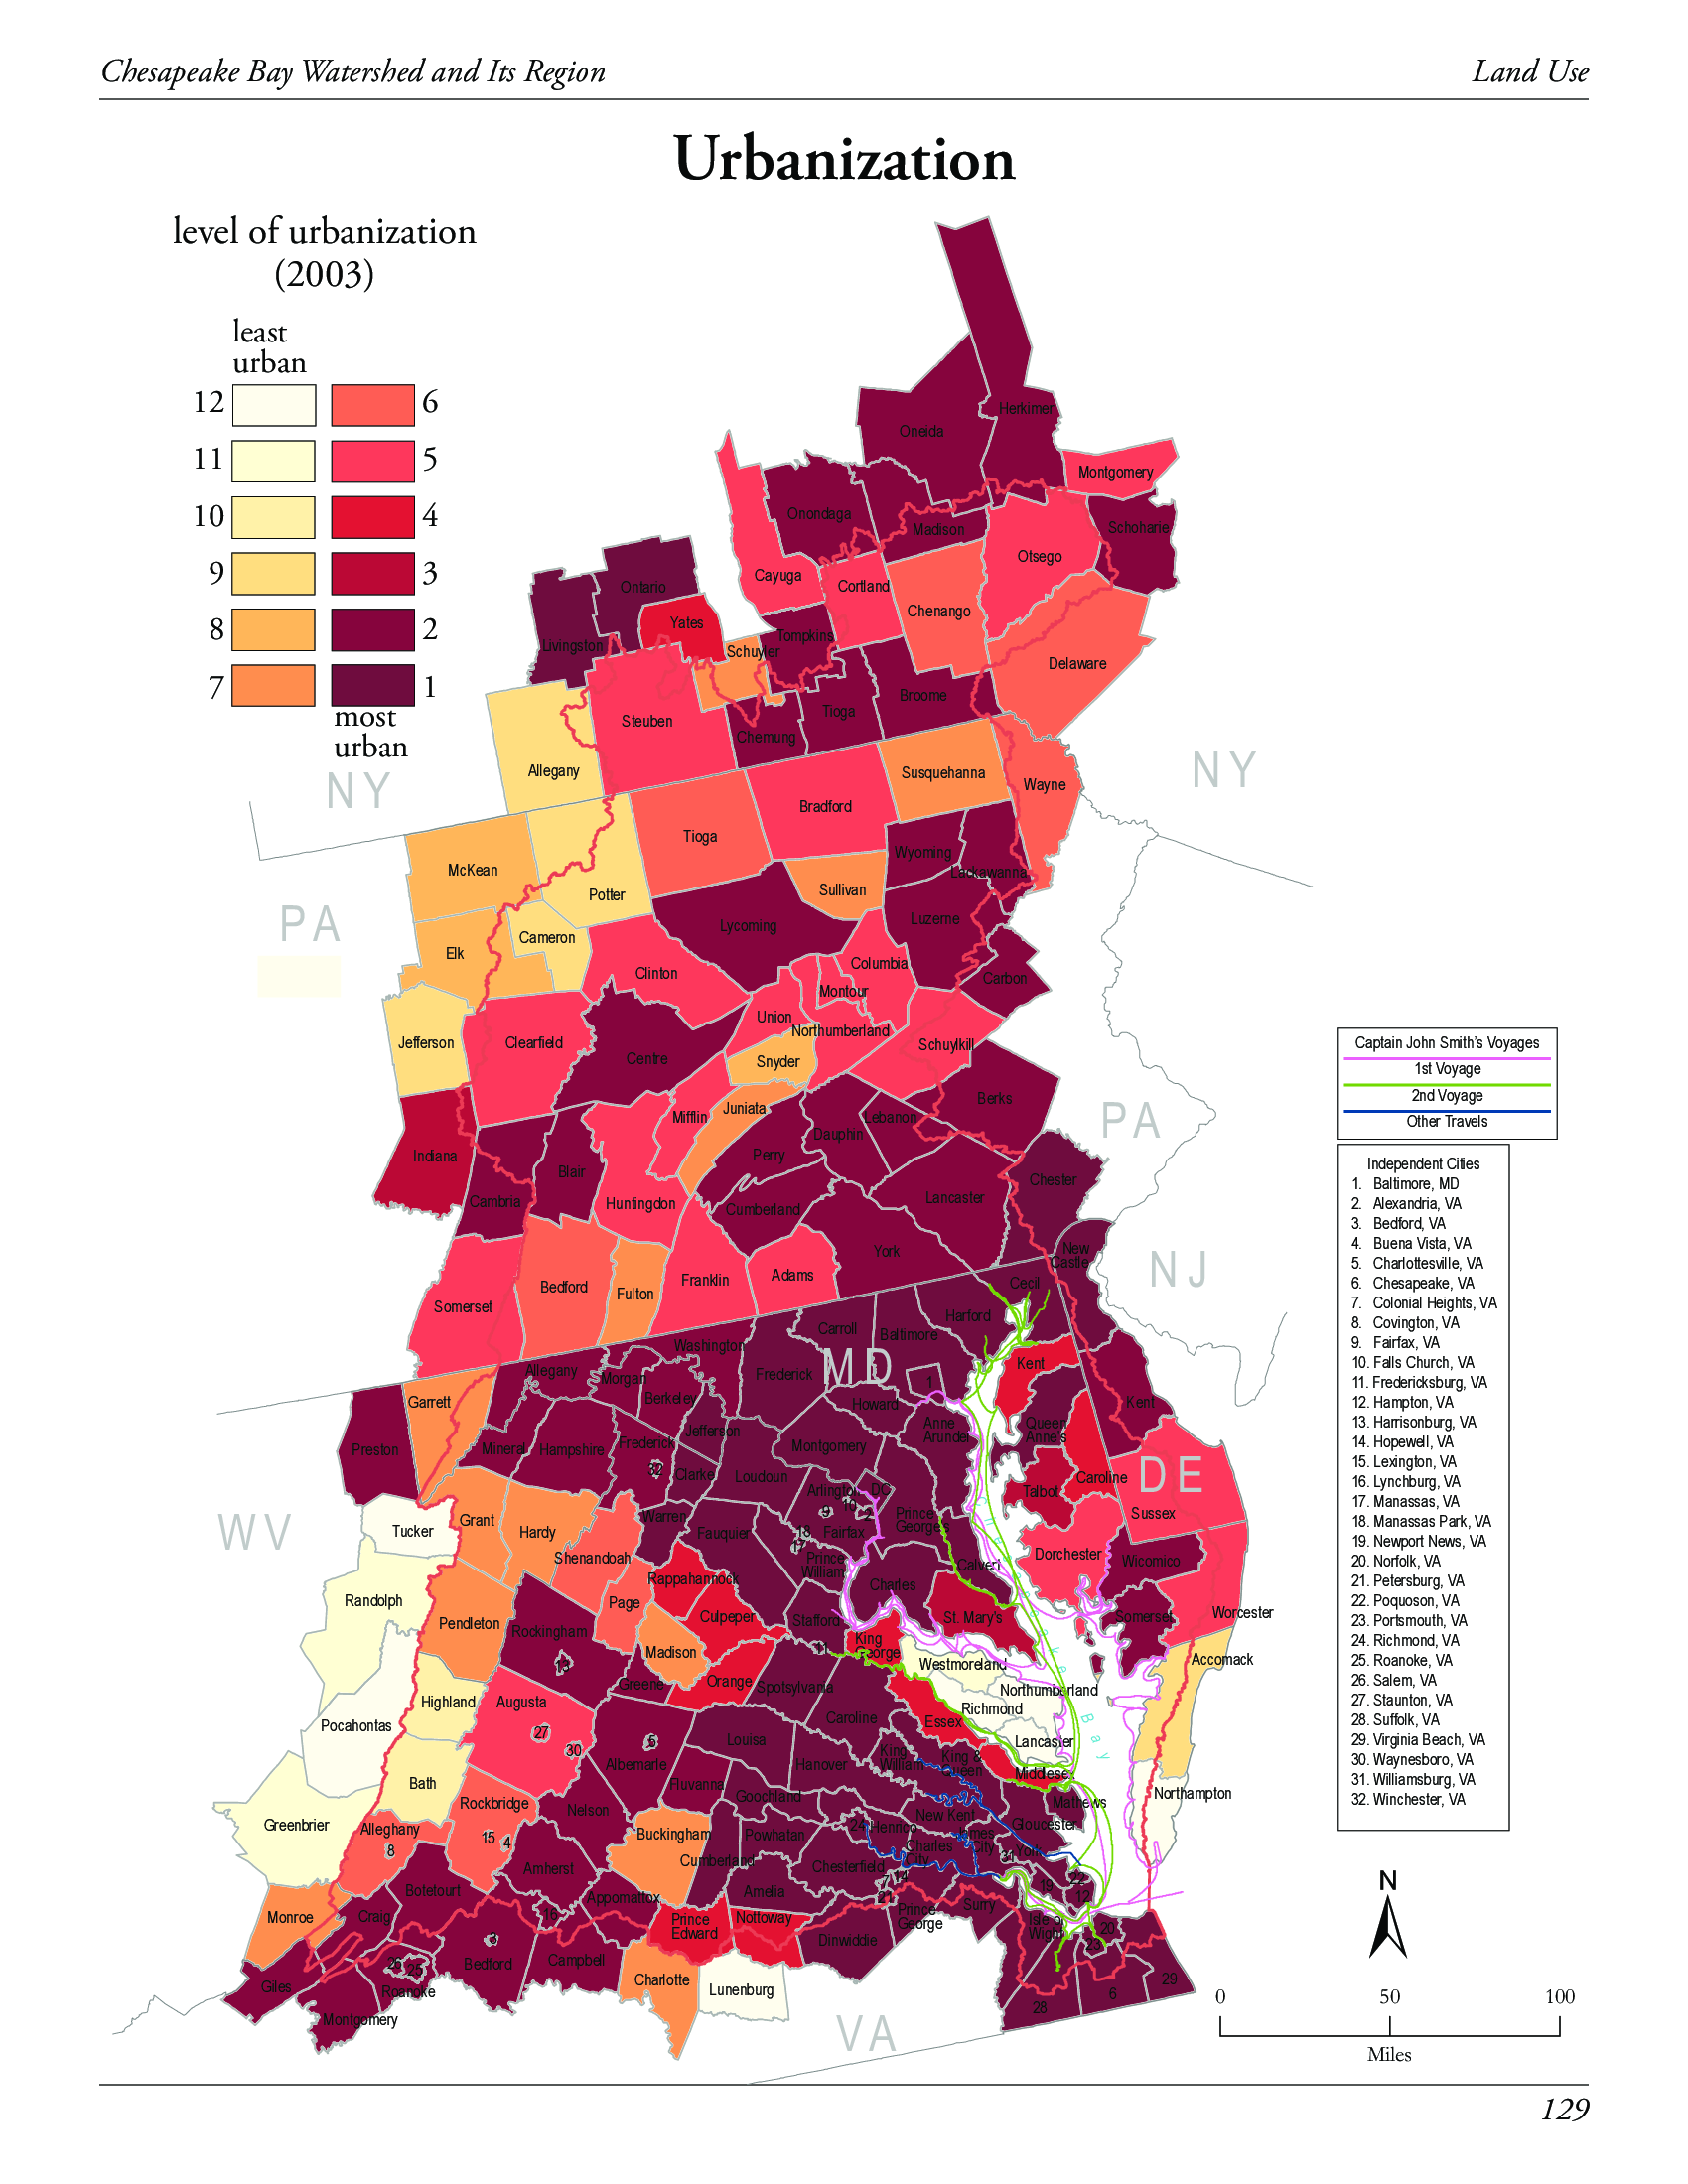 Chesapeake Bay Watershed and Its Region
Land Use
Urbanization
level of urbanization
(2003)
least
urban
12
6
11
5
10
4
9
3
8
2
7
1
most
urban
Herkimer
Oneida
Montgomery
Onondaga
Madison
Schoharie
Otsego
Cayuga
Cortland
Ontario
Chenango
Yates
Tompkins
Livingston
Schuyler
Delaware
Broome
Tioga
Steuben
Chemung
Allegany
Susquehanna
NY
NY
Wayne
Bradford
Tioga
Wyoming
McKean
Lackawanna
Sullivan
Potter
Luzerne
PA
Lycoming
Cameron
Elk
Columbia
Clinton
Carbon
Montour
Union
Northumberland
Jefferson
Clearfield
Schuylkill
Centre
Snyder
Berks
Juniata
Mifflin
Lebanon
PA
Dauphin
Indiana
Perry
Blair
Chester
Cambria
Huntingdon
Lancaster
Cumberland
York
New
Castle
NJ
Adams
Franklin
Cecil
Bedford
Fulton
Somerset
Harford
Carroll
Baltimore
Washington
MD
Kent
Allegany
Frederick
Morgan
1
Berkeley
Garrett
Howard
Kent
Anne
Arundel
Queen
Anne's
Jefferson
Preston
Mineral
Hampshire
Frederick
Montgomery
32
Clarke
Loudoun
Caroline
DE
Arlington
DC
Talbot
9
10
2
Sussex
WV
Tucker
Grant
Hardy
Warren
Fauquier
18
Fairfax
Prince
George's
17
Shenandoah
Prince
William
Dorchester
Wicomico
Calvert
Rappahannock
Charles
Randolph
Page
Culpeper
Stafford
St. Mary's
Somerset
Worcester
Pendleton
Rockingham
King
George
11
Madison
13
Westmoreland
Accomack
Greene
Orange
Spotsylvania
Northumberland
Highland
Augusta
Richmond
Caroline
Essex
Pocahontas
27
Louisa
Lancaster
30
5
Albemarle
Hanover
King
William
King &
Queen
Middlesex
Bath
Fluvanna
Northampton
Goochland
Mathews
Rockbridge
Nelson
New Kent
Greenbrier
Alleghany
Gloucester
24
Henrico
15
4
Buckingham
Powhatan
James
City
8
Charles
City
York
Cumberland
31
Chesterfield
Amherst
7
14
22
Botetourt
Amelia
19
12
Appomattox
21
Monroe
Craig
16
Prince
Edward
Nottoway
Prince
George
Surry
Isle of
Wight
20
3
Dinwiddie
23
26
25
Bedford
Campbell
Giles
Roanoke
Charlotte
Lunenburg
29
6
28
Montgomery
VA
Chesapeake Bay
Captain John Smith's Voyages
1st Voyage
2nd Voyage
Other Travels
Independent Cities
1. Baltimore, MD
2. Alexandria, VA
3. Bedford, VA
4. Buena Vista, VA
5. Charlottesville, VA
6. Chesapeake, VA
7. Colonial Heights, VA
8. Covington, VA
9. Fairfax, VA
10. Falls Church, VA
11. Fredericksburg, VA
12. Hampton, VA
13. Harrisonburg, VA
14. Hopewell, VA
15. Lexington, VA
16. Lynchburg, VA
17. Manassas, VA
18. Manassas Park, VA
19. Newport News, VA
20. Norfolk, VA
21. Petersburg, VA
22. Poquoson, VA
23. Portsmouth, VA
24. Richmond, VA
25. Roanoke, VA
26. Salem, VA
27. Staunton, VA
28. Suffolk, VA
29. Virginia Beach, VA
30. Waynesboro, VA
31. Williamsburg, VA
32. Winchester, VA
N
0
50
100
Miles
129